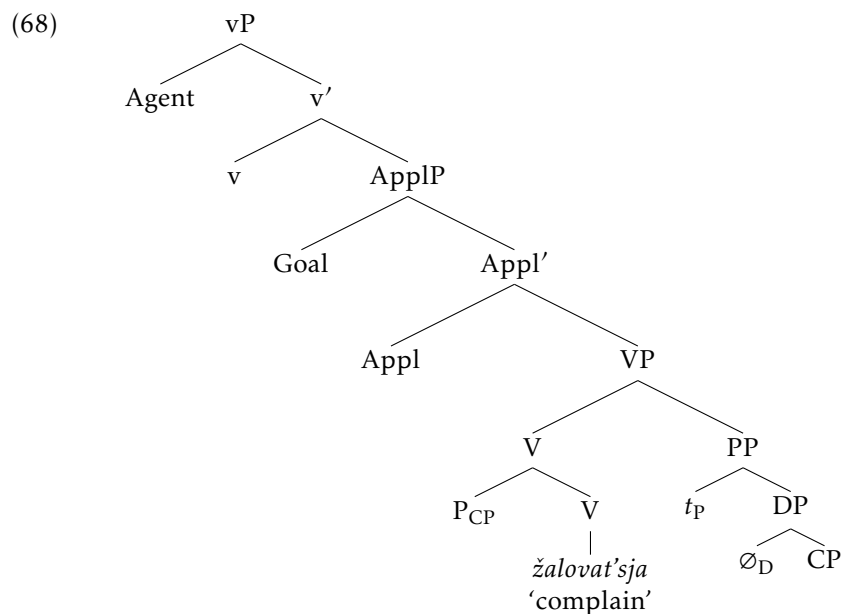 (68) vP
Agent v′
v ApplP
Goal Appl′
Appl VP
V PP
P_CP V t_P DP
žalovat'sja ∅_D CP
‘complain’